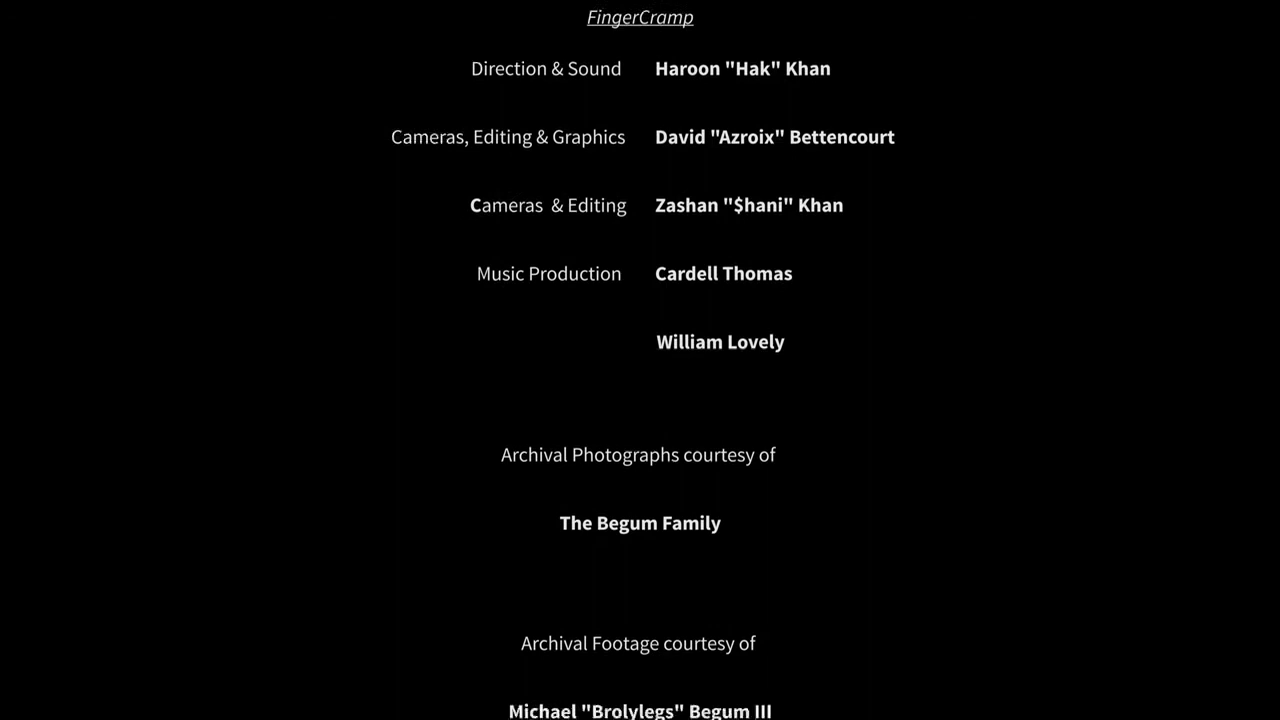 FingerCramp
Direction & Sound Haroon "Hak" Khan
Cameras, Editing & Graphics David "Azroix" Bettencourt
Cameras & Editing Zashan "$hani" Khan
Music Production Cardell Thomas
William Lovely
Archival Photographs courtesy of
The Begum Family
Archival Footage courtesy of
Michael "Brolylegs" Begum III